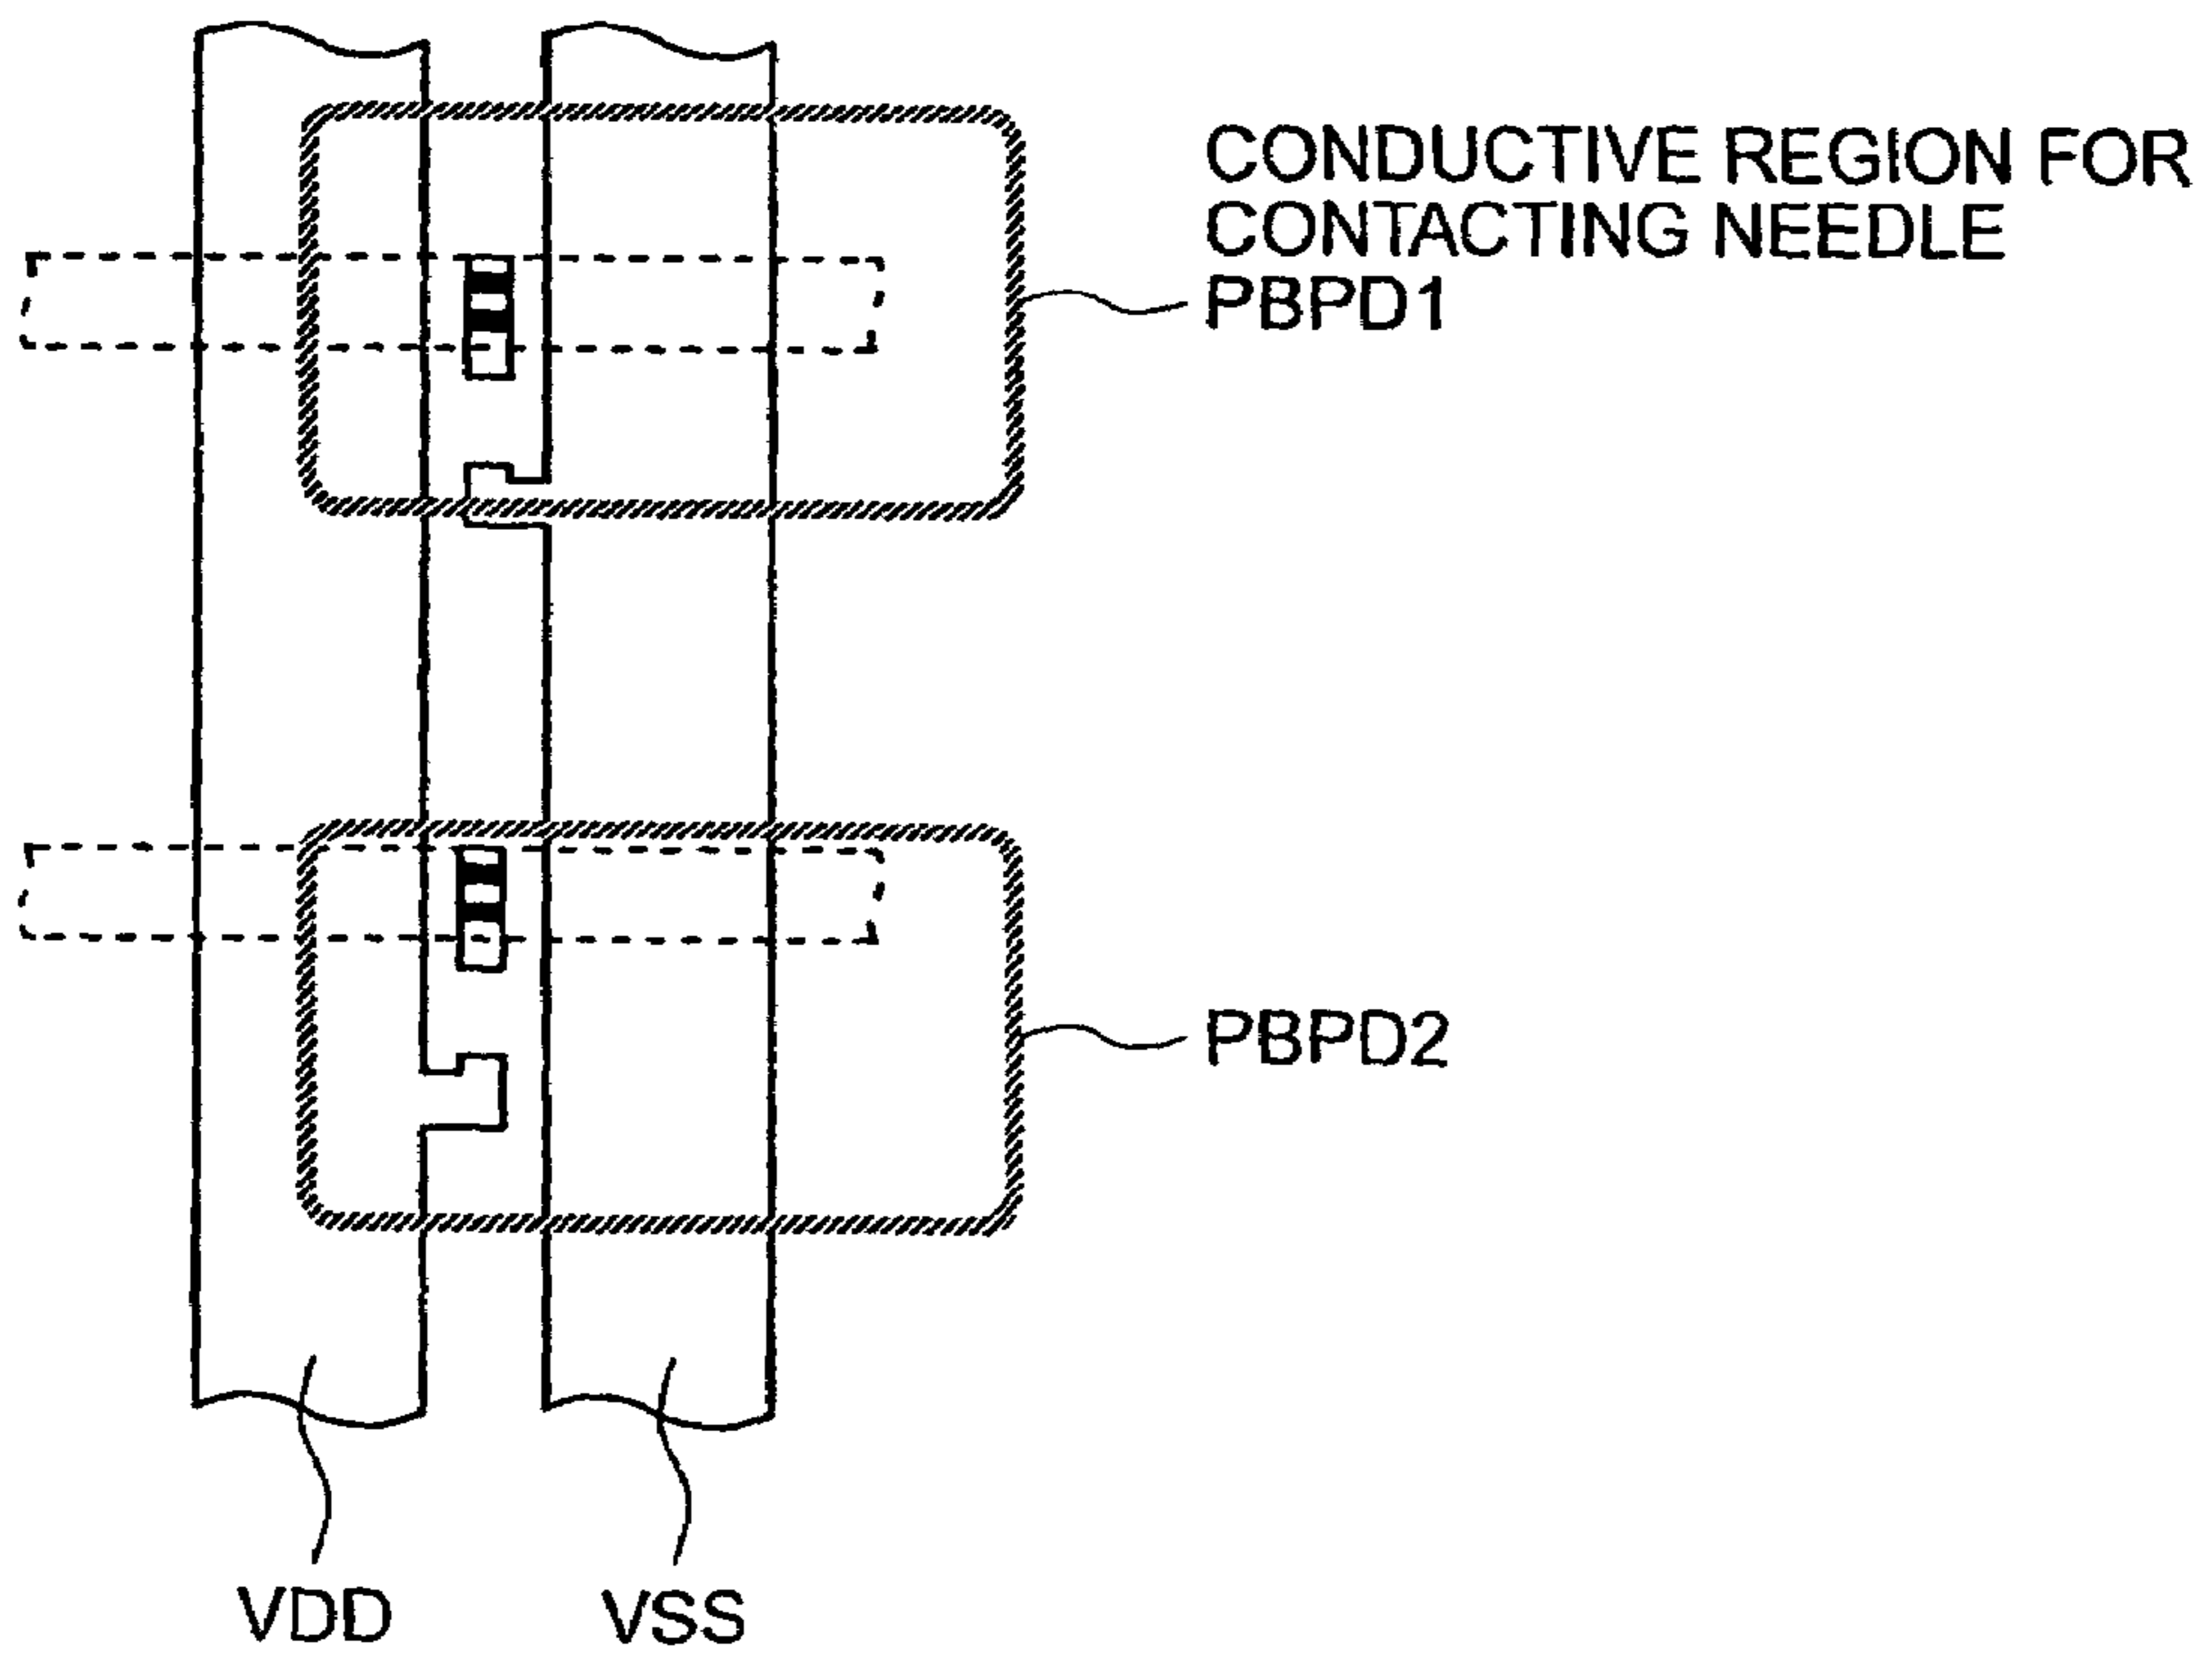 CONDUCTIVE REGION FOR
CONTACTING NEEDLE
PBPD1
PBPD2
VDD
VSS